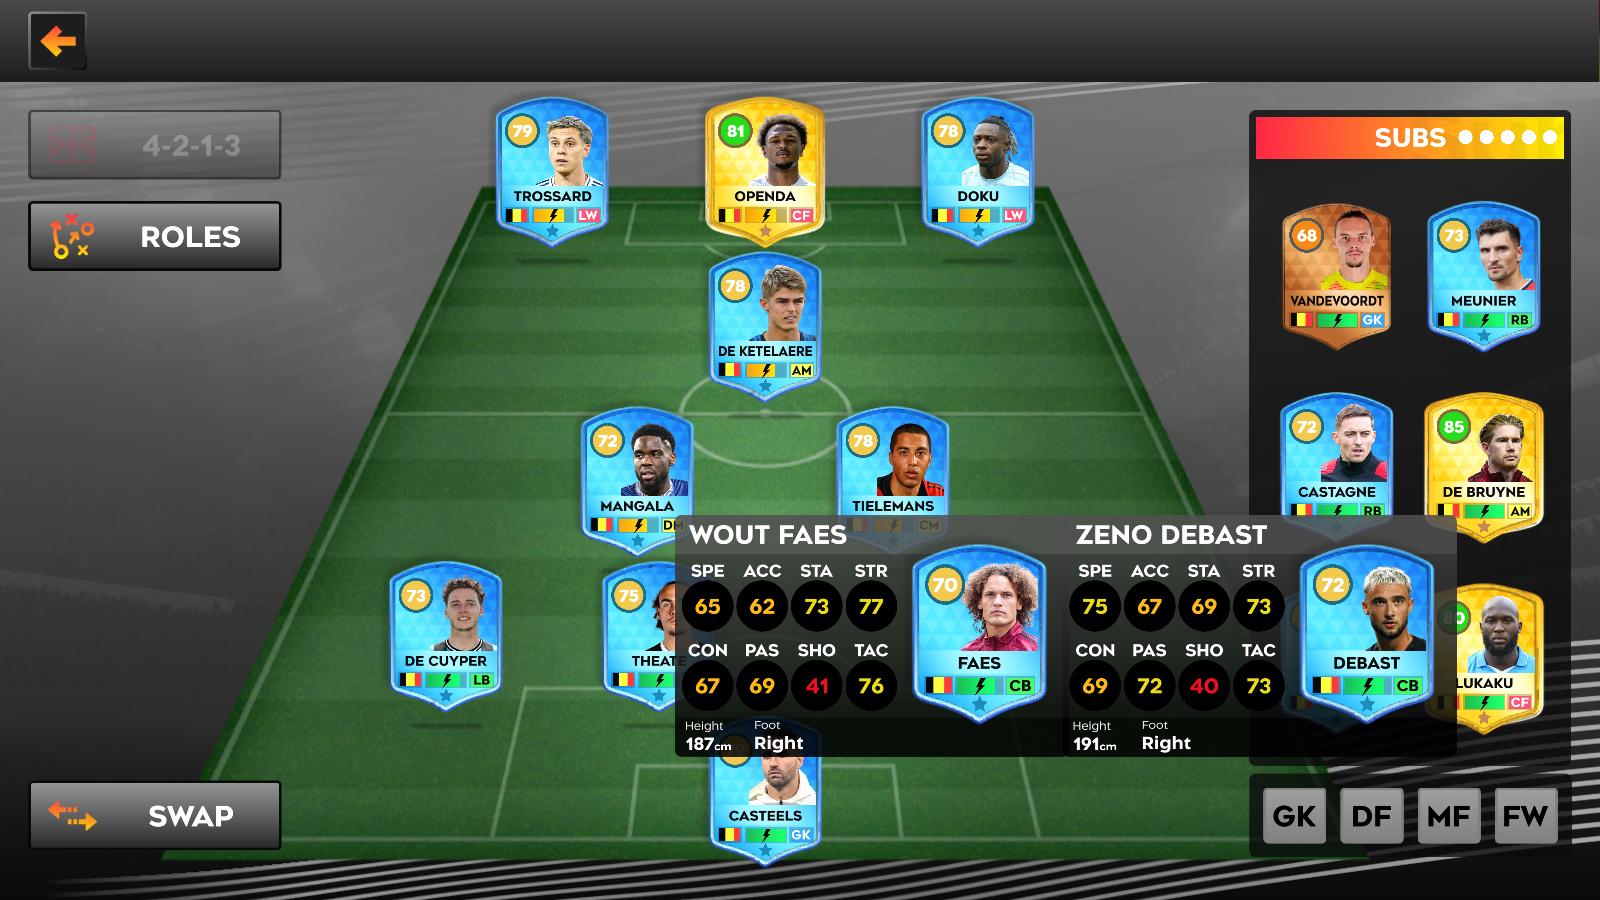 4-2-1-3
ROLES
SWAP
79
TROSSARD
LW
81
OPENDA
CF
78
DOKU
LW
78
DE KETELAERE
AM
72
MANGALA
DM
78
TIELEMANS
CM
73
DE CUYPER
LB
75
THEATE
CASTEELS
GK
WOUT FAES
SPE ACC STA STR
65 62 73 77
CON PAS SHO TAC
67 69 41 76
Height Foot
187cm Right
70
FAES
CB
ZENO DEBAST
SPE ACC STA STR
75 67 69 73
CON PAS SHO TAC
69 72 40 73
Height Foot
191cm Right
72
DEBAST
CB
SUBS
68
VANDEVOORDT
GK
73
MEUNIER
RB
72
CASTAGNE
RB
85
DE BRUYNE
AM
80
LUKAKU
CF
GK DF MF FW